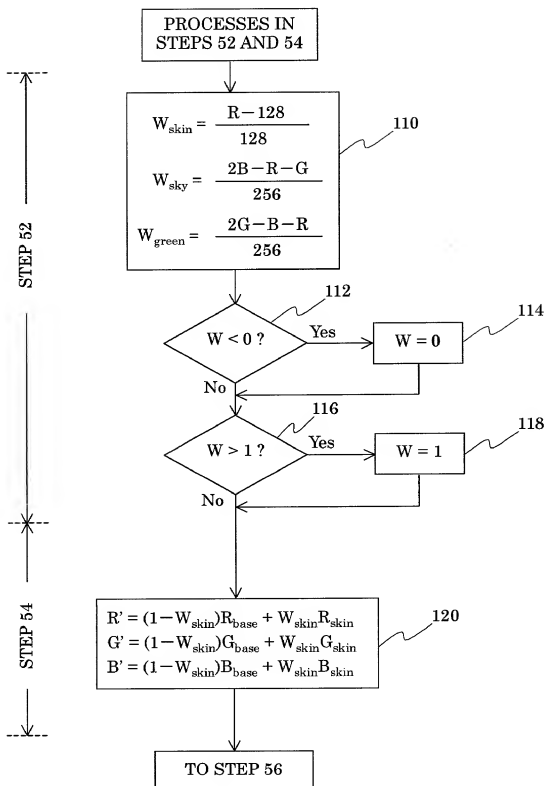 PROCESSES IN
STEPS 52 AND 54
W_skin = (R−128)/128
W_sky = (2B−R−G)/256
W_green = (2G−B−R)/256
110
STEP 52
112
W < 0 ?
Yes
W = 0
114
No
116
W > 1 ?
Yes
W = 1
118
No
STEP 54
R' = (1−W_skin)R_base + W_skinR_skin
G' = (1−W_skin)G_base + W_skinG_skin
B' = (1−W_skin)B_base + W_skinB_skin
120
TO STEP 56